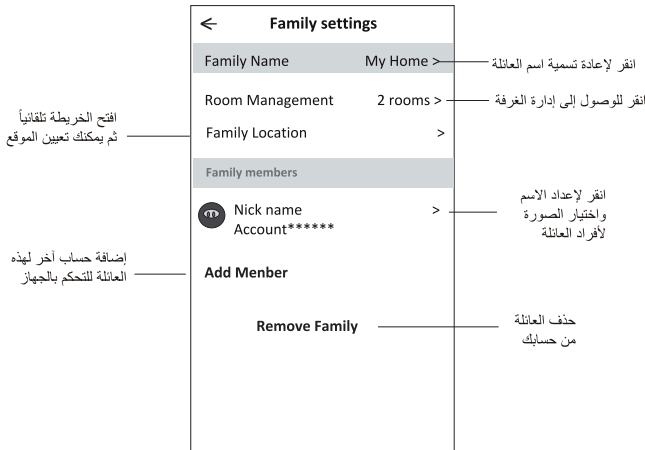 Family settings
Family Name My Home >
انقر لإعادة تسمية اسم العائلة
Room Management 2 rooms >
انقر للوصول إلى إدارة الغرفة
افتح الخريطة تلقائياً
ثم يمكنك تعيين الموقع
Family Location >
Family members
Nick name >
Account******
انقر لإعداد الاسم
واختيار الصورة
لأفراد العائلة
إضافة حساب آخر لهذه
العائلة للتحكم بالجهاز
Add Menber
Remove Family
حذف العائلة
من حسابك